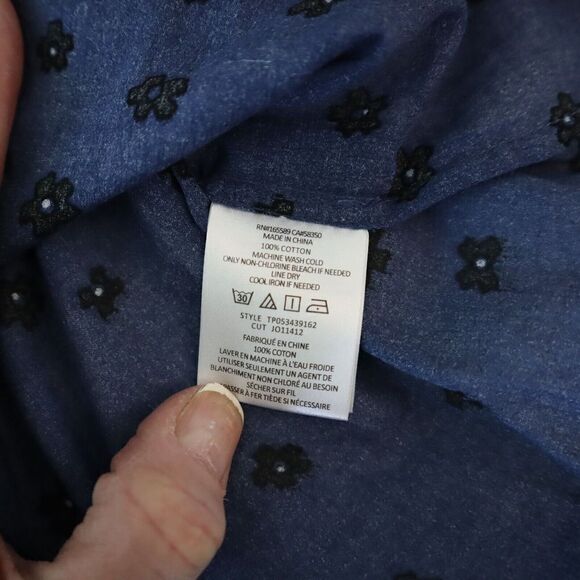 RN#165589 CA#58350
MADE IN CHINA
100% COTTON
MACHINE WASH COLD
ONLY NON-CHLORINE BLEACH IF NEEDED
LINE DRY
COOL IRON IF NEEDED
30
STYLE TP053439162
CUT JO11412
FABRIQUÉ EN CHINE
100% COTON
LAVER EN MACHINE À L'EAU FROIDE
UTILISER SEULEMENT UN AGENT DE
BLANCHIMENT NON CHLORÉ AU BESOIN
SÉCHER SUR FIL
À FER TIÈDE SI NÉCESSAIRE